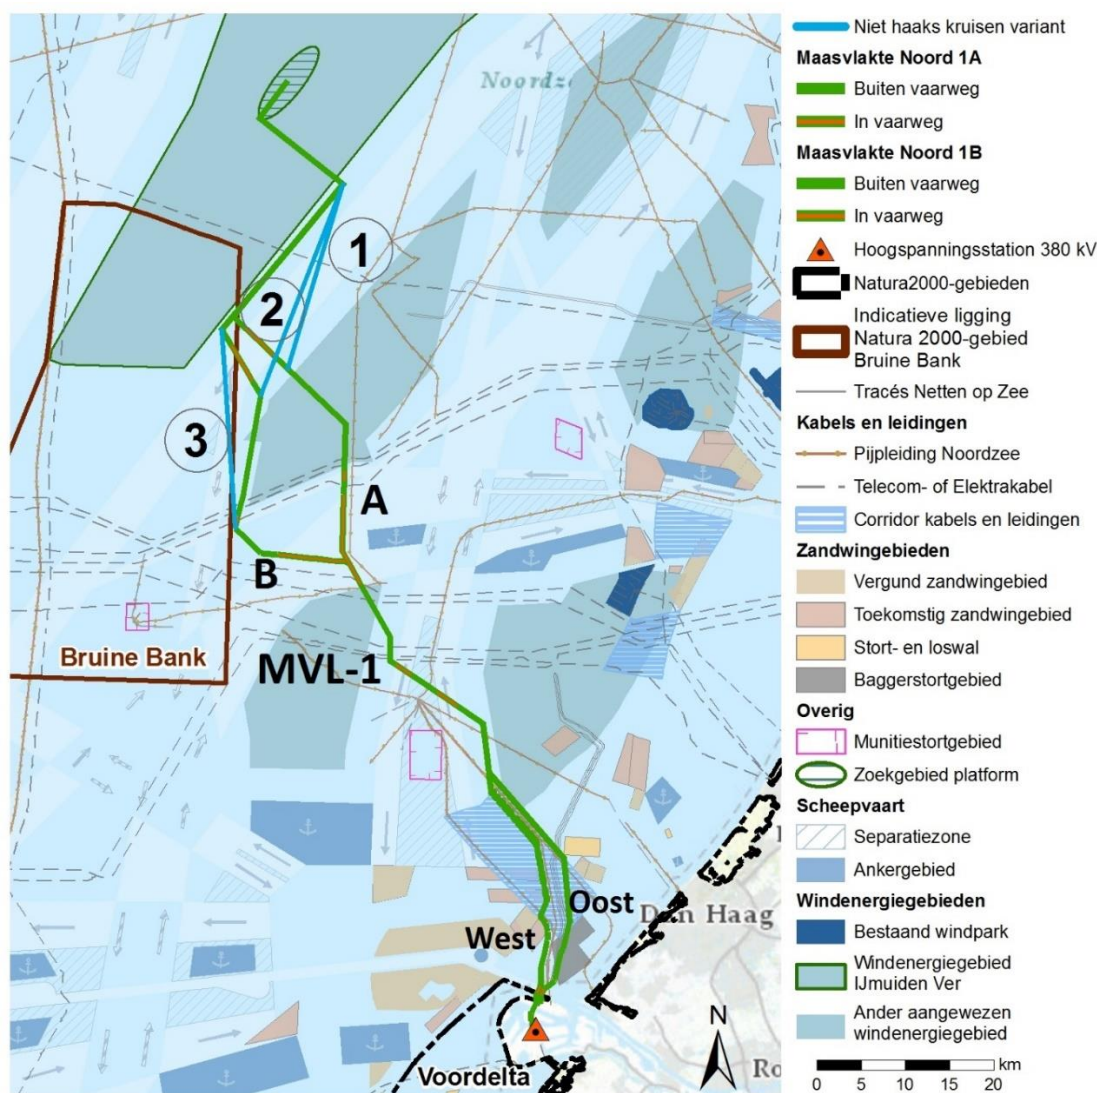 Noordze
1
2
3
A
B
MVL-1
Bruine Bank
Oost
West
Den Haag
Voordelta
N
Ro
Niet haaks kruisen variant
Maasvlakte Noord 1A
Buiten vaarweg
In vaarweg
Maasvlakte Noord 1B
Buiten vaarweg
In vaarweg
Hoogspanningsstation 380 kV
Natura2000-gebieden
Indicatieve ligging
Natura 2000-gebied
Bruine Bank
Tracés Netten op Zee
Kabels en leidingen
Pijpleiding Noordzee
Telecom- of Elektrakabel
Corridor kabels en leidingen
Zandwingebieden
Vergund zandwingebied
Toekomstig zandwingebied
Stort- en loswal
Baggerstortgebied
Overig
Munitiestortgebied
Zoekgebied platform
Scheepvaart
Separatiezone
Ankergebied
Windenergiegebieden
Bestaand windpark
Windenergiegebied
IJmuiden Ver
Ander aangewezen
windenergiegebied
km
0 5 10 15 20